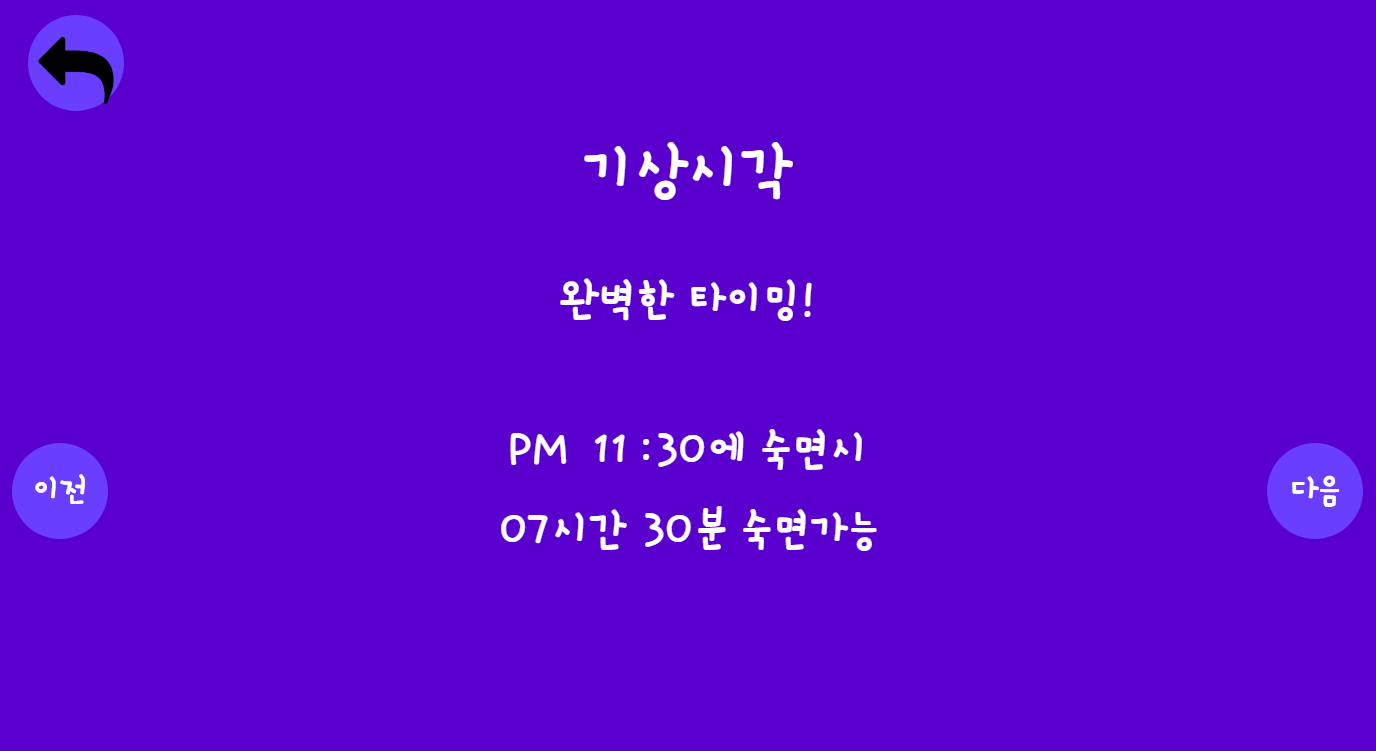 기상시각
완벽한 타이밍!
PM 11 :30에 숙면시
07시간 30분 숙면가능
이전
다음